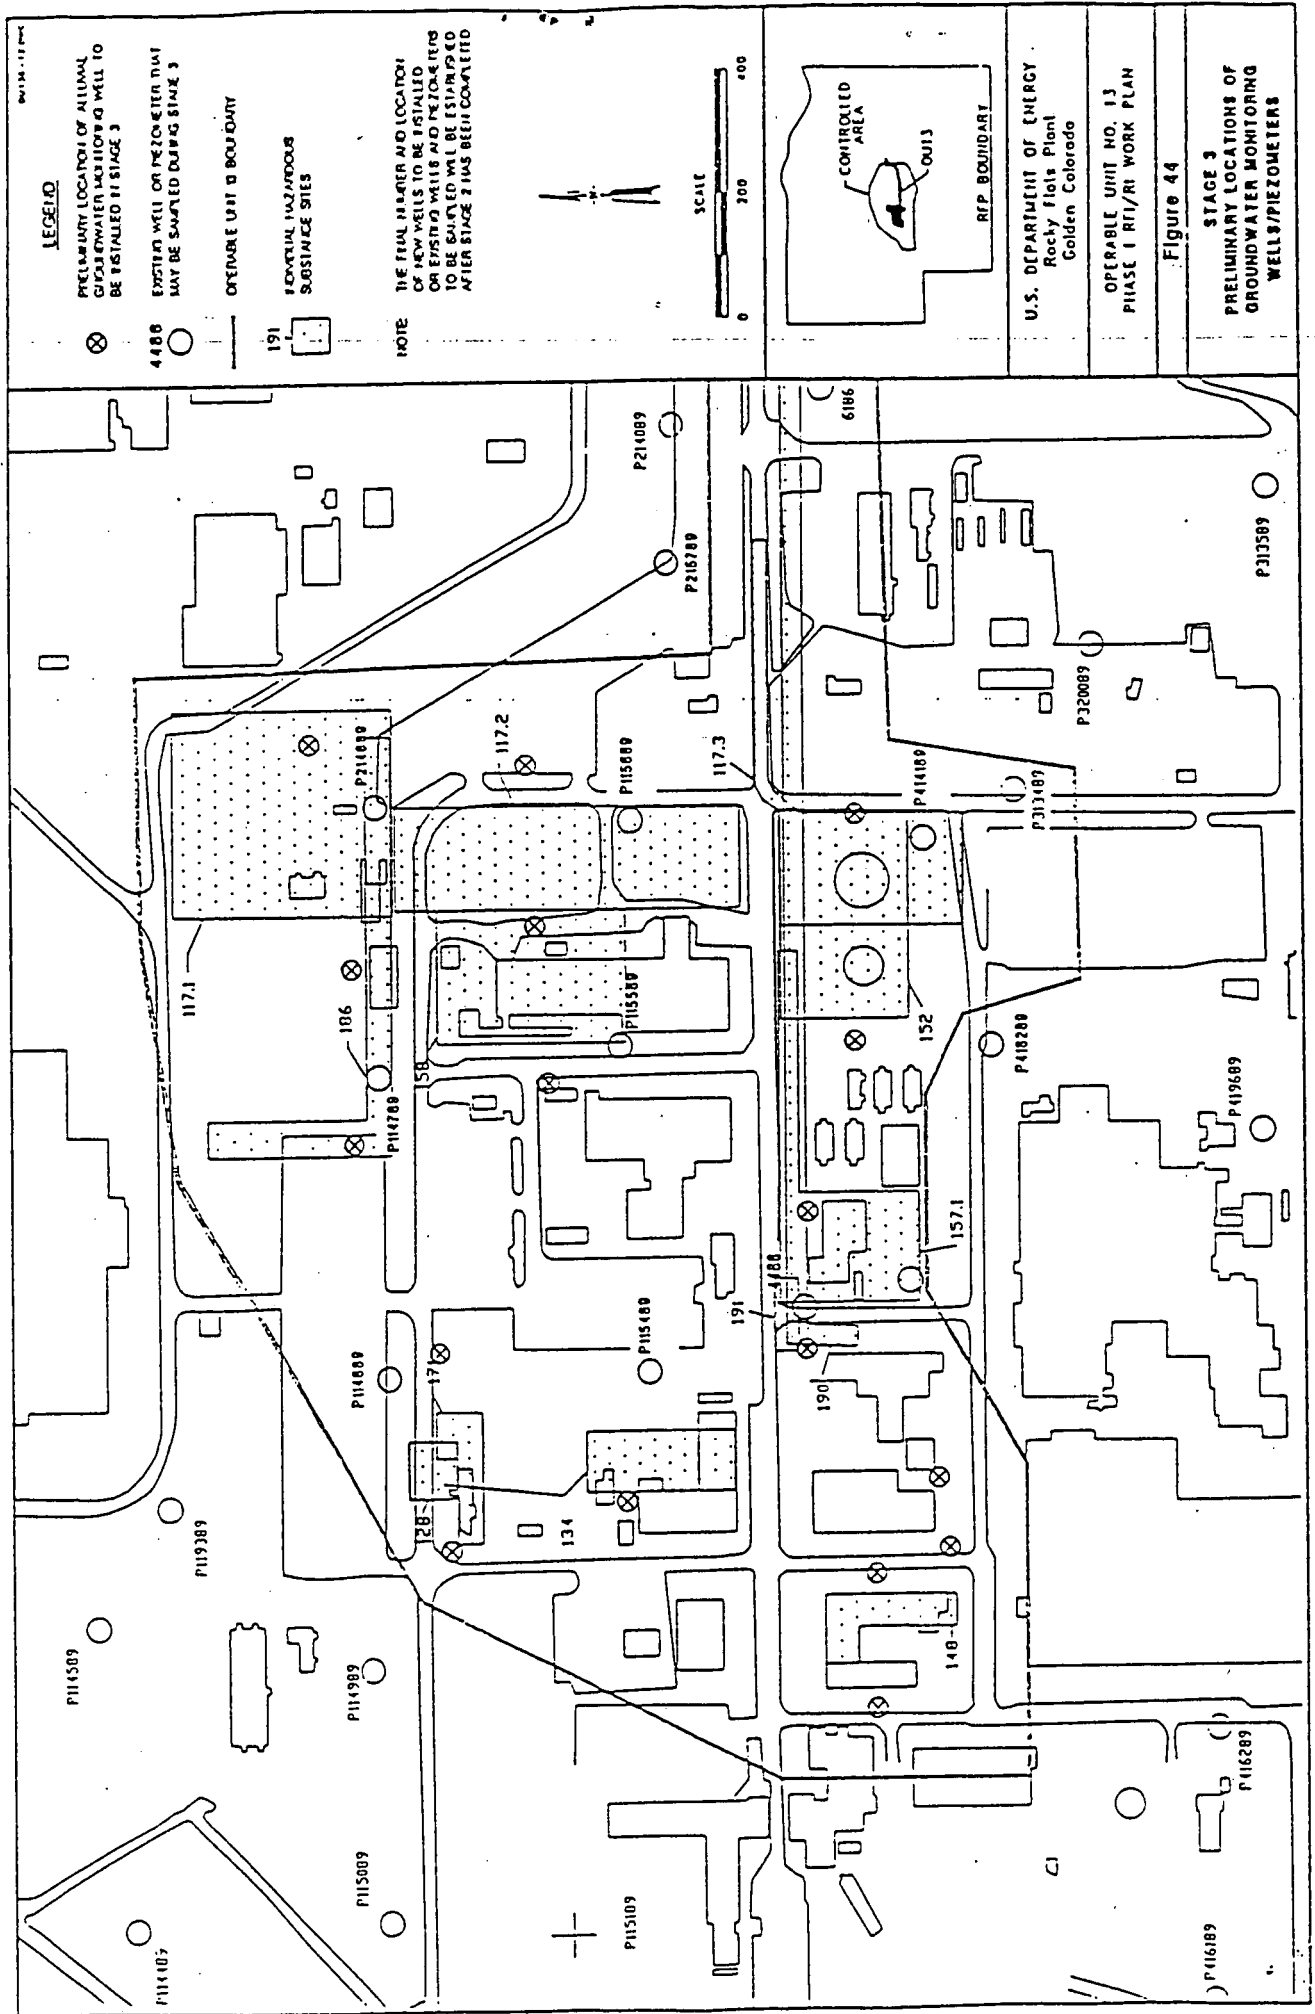 LEGEND
PRELIMINARY LOCATION OF ALLUVIAL
GROUNDWATER MONITORING WELL TO
BE INSTALLED IN STAGE 3
4488
EXISTING WELL OR PIEZOMETER THAT
MAY BE SAMPLED DURING STAGE 3
OPERABLE UNIT 13 BOUNDARY
191
INDIVIDUAL HAZARDOUS
SUBSTANCE SITES
NOTE:
THE FINAL NUMBER AND LOCATION
OF NEW WELLS TO BE INSTALLED
OR EXISTING WELLS AND PIEZOMETERS
TO BE SAMPLED WILL BE ESTABLISHED
AFTER STAGE 2 HAS BEEN COMPLETED
N
SCALE
0 200 400
CONTROLLED
AREA
OU13
RFP BOUNDARY
U.S. DEPARTMENT OF ENERGY
Rocky Flats Plant
Golden Colorado
OPERABLE UNIT NO. 13
PHASE I RFI/RI WORK PLAN
Figure 44
STAGE 3
PRELIMINARY LOCATIONS OF
GROUNDWATER MONITORING
WELLS/PIEZOMETERS
P114489
P114589
P119389
P115089
P114989
P114889
P114789
186
117.1
P214689
P115109
128
134
171
P115489
158
P115589
117.2
P115689
P216789
P214089
117.3
191
4488
190
148
157.1
152
P414189
6186
P416189
P416289
P419689
P418289
P313489
P320089
P313589